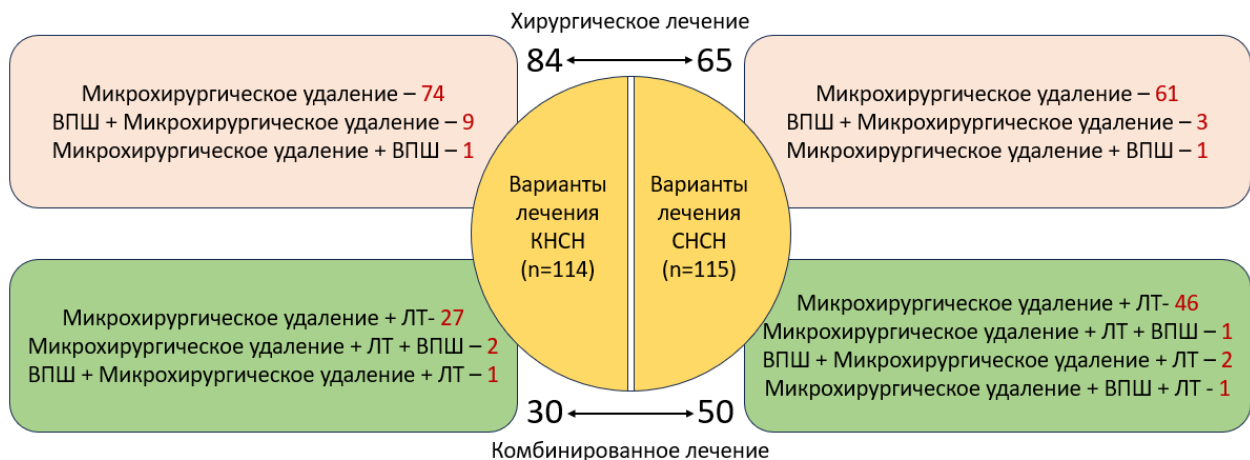 Хирургическое лечение
84 65
Микрохирургическое удаление – 74
ВПШ + Микрохирургическое удаление – 9
Микрохирургическое удаление + ВПШ – 1
Микрохирургическое удаление – 61
ВПШ + Микрохирургическое удаление – 3
Микрохирургическое удаление + ВПШ – 1
Варианты
лечения
КНСН
(n=114)
Варианты
лечения
СНСН
(n=115)
Микрохирургическое удаление + ЛТ- 27
Микрохирургическое удаление + ЛТ + ВПШ – 2
ВПШ + Микрохирургическое удаление + ЛТ – 1
Микрохирургическое удаление + ЛТ- 46
Микрохирургическое удаление + ЛТ + ВПШ – 1
ВПШ + Микрохирургическое удаление + ЛТ – 2
Микрохирургическое удаление + ВПШ + ЛТ - 1
30 50
Комбинированное лечение